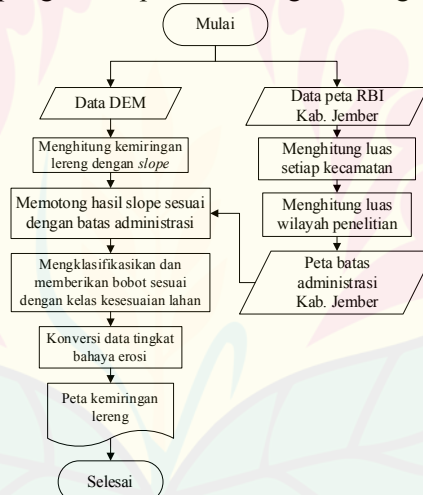 Mulai
Data DEM
Menghitung kemiringan
lereng dengan slope
Memotong hasil slope sesuai
dengan batas administrasi
Mengklasifikasikan dan
memberikan bobot sesuai
dengan kelas kesesuaian lahan
Konversi data tingkat
bahaya erosi
Peta kemiringan
lereng
Selesai
Data peta RBI
Kab. Jember
Menghitung luas
setiap kecamatan
Menghitung luas
wilayah penelitian
Peta batas
administrasi
Kab. Jember